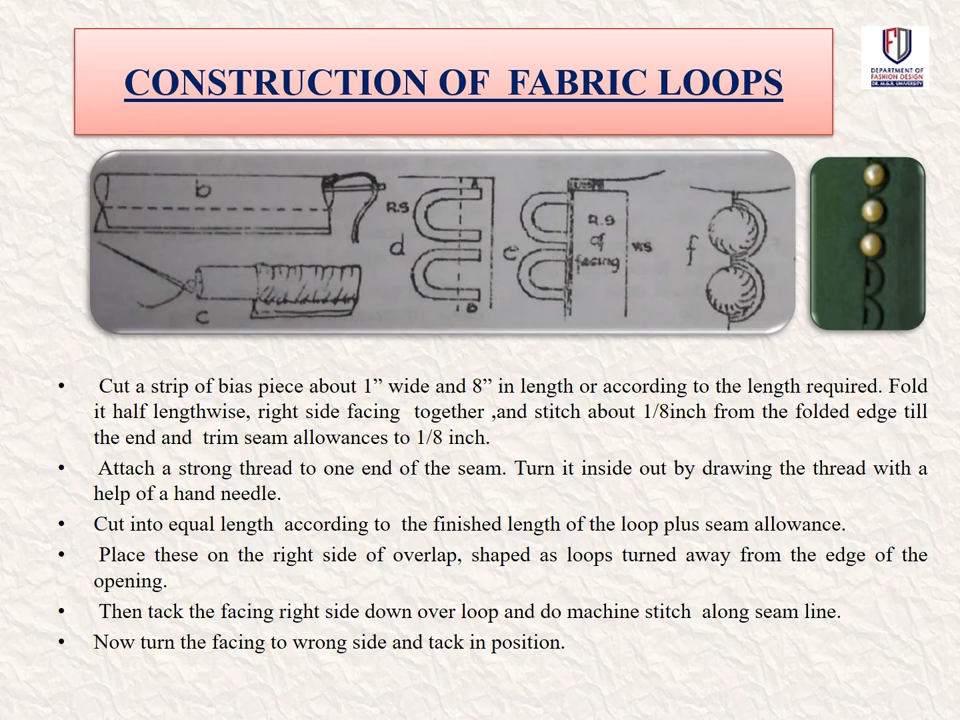 CONSTRUCTION OF FABRIC LOOPS
DEPARTMENT OF
FASHION DESIGN
DR. M.G.R. UNIVERSITY
b
c
R.S
d
A
B
e
R.S
of
facing
W.S
f
• Cut a strip of bias piece about 1” wide and 8” in length or according to the length required. Fold
it half lengthwise, right side facing together ,and stitch about 1/8inch from the folded edge till
the end and trim seam allowances to 1/8 inch.
• Attach a strong thread to one end of the seam. Turn it inside out by drawing the thread with a
help of a hand needle.
• Cut into equal length according to the finished length of the loop plus seam allowance.
• Place these on the right side of overlap, shaped as loops turned away from the edge of the
opening.
• Then tack the facing right side down over loop and do machine stitch along seam line.
• Now turn the facing to wrong side and tack in position.